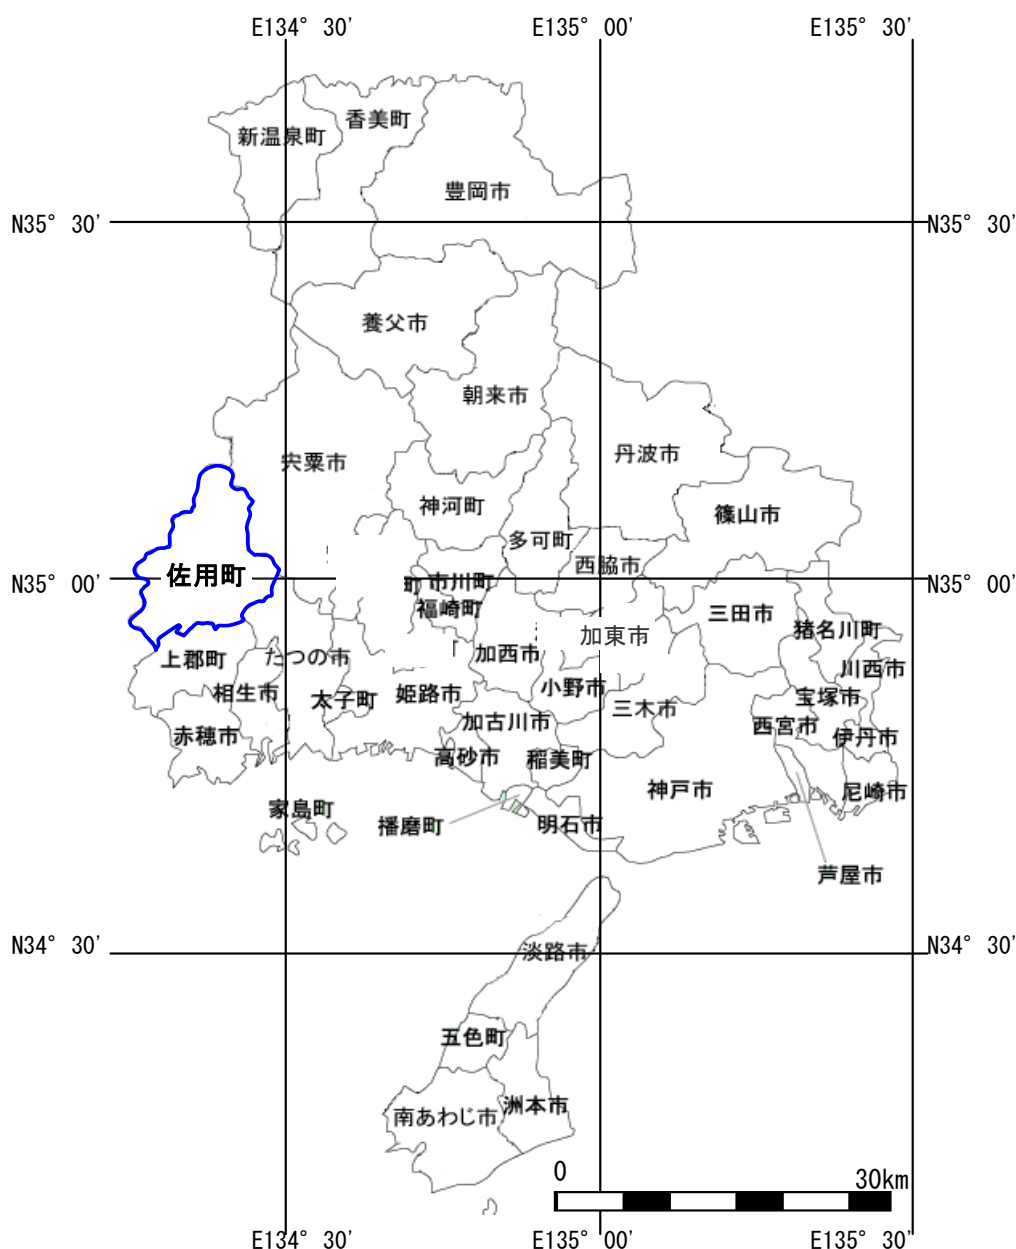 E134° 30'
E135° 00'
E135° 30'
香美町
新温泉町
豊岡市
N35° 30'
N35° 30'
養父市
朝来市
丹波市
宍粟市
神河町
篠山市
多可町
西脇市
佐用町
N35° 00'
町
市川町
N35° 00'
福崎町
三田市
猪名川町
加東市
上郡町
たつの市
加西市
川西市
相生市
太子町
姫路市
小野市
宝塚市
三木市
加古川市
西宮市
赤穂市
伊丹市
高砂市
稲美町
神戸市
尼崎市
家島町
播磨町
明石市
芦屋市
N34° 30'
淡路市
N34° 30'
五色町
洲本市
南あわじ市
0
30km
E134° 30'
E135° 00'
E135° 30'